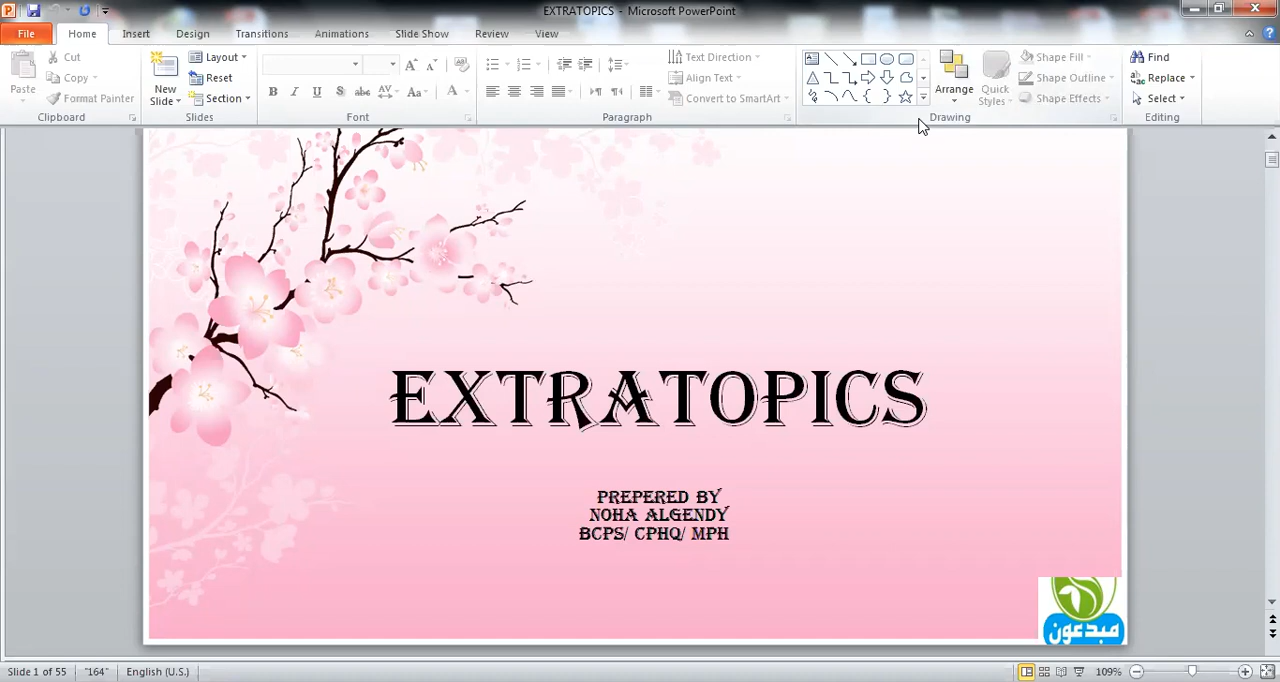 EXTRATOPICS - Microsoft PowerPoint
File Home Insert Design Transitions Animations Slide Show Review View
Paste
Cut
Copy
Format Painter
Clipboard
New Slide
Layout
Reset
Section
Slides
Font
Text Direction
Align Text
Convert to SmartArt
Paragraph
Arrange
Quick Styles
Shape Fill
Shape Outline
Shape Effects
Drawing
Find
Replace
Select
Editing
EXTRATOPICS
PREPERED BY
NOHA ALGENDY
BCPS/ CPHQ/ MPH
مبدعون
Slide 1 of 55 "164" English (U.S.) 109%